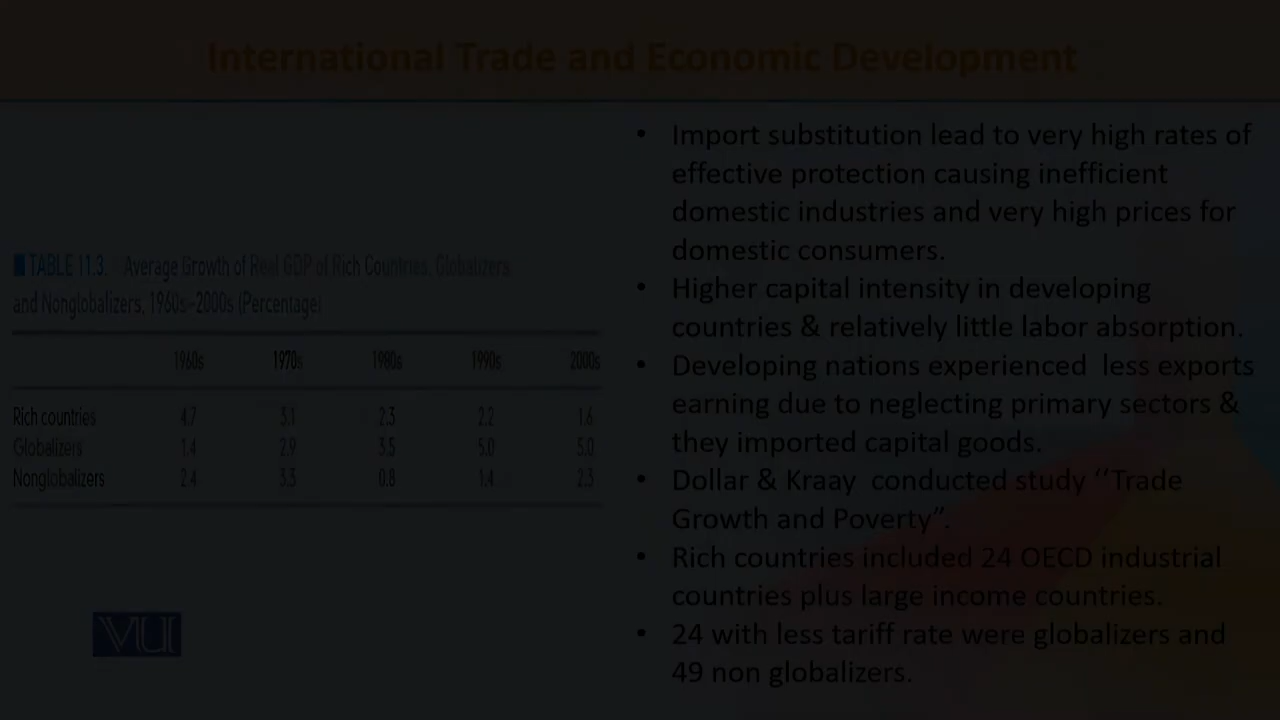 International Trade and Economic Development
■ TABLE 11.3. Average Growth of Real GDP of Rich Countries, Globalizers
and Nonglobalizers, 1960s–2000s (Percentage)
1960s 1970s 1980s 1990s 2000s
Rich countries 4.7 3.1 2.3 2.2 1.6
Globalizers 1.4 2.9 3.5 5.0 5.0
Nonglobalizers 2.4 3.3 0.8 1.4 2.3
VU
• Import substitution lead to very high rates of
effective protection causing inefficient
domestic industries and very high prices for
domestic consumers.
• Higher capital intensity in developing
countries & relatively little labor absorption.
• Developing nations experienced less exports
earning due to neglecting primary sectors &
they imported capital goods.
• Dollar & Kraay conducted study ‘‘Trade
Growth and Poverty”.
• Rich countries included 24 OECD industrial
countries plus large income countries.
• 24 with less tariff rate were globalizers and
49 non globalizers.